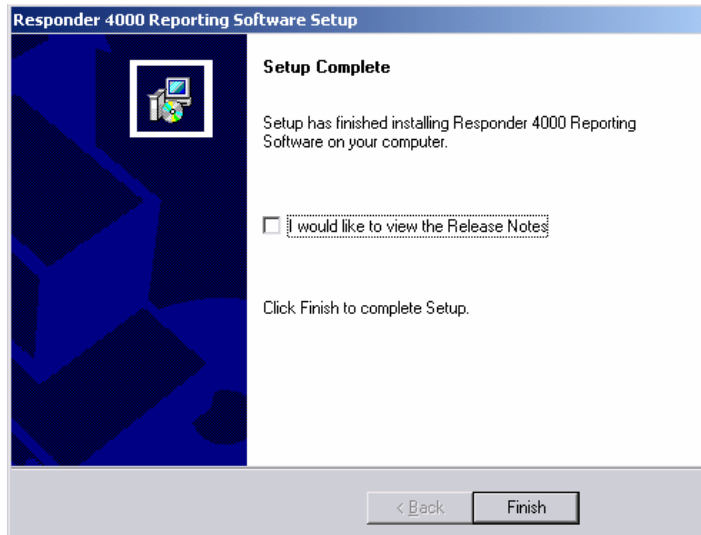 Responder 4000 Reporting Software Setup
Setup Complete
Setup has finished installing Responder 4000 Reporting
Software on your computer.
I would like to view the Release Notes
Click Finish to complete Setup.
< Back
Finish